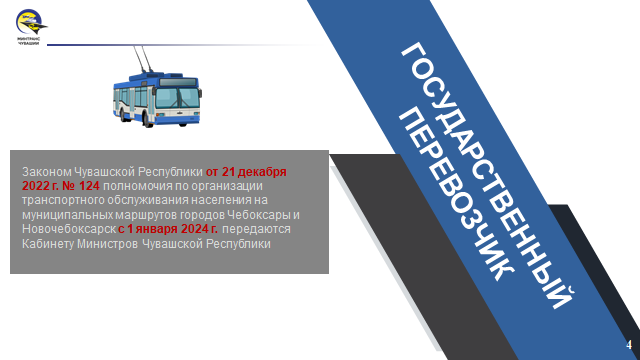 МИНТРАНС
ЧУВАШИИ
ГОСУДАРСТВЕННЫЙ
ПЕРЕВОЗЧИК
Законом Чувашской Республики от 21 декабря
2022 г. № 124 полномочия по организации
транспортного обслуживания населения на
муниципальных маршрутов городов Чебоксары и
Новочебоксарск с 1 января 2024 г. передаются
Кабинету Министров Чувашской Республики
4